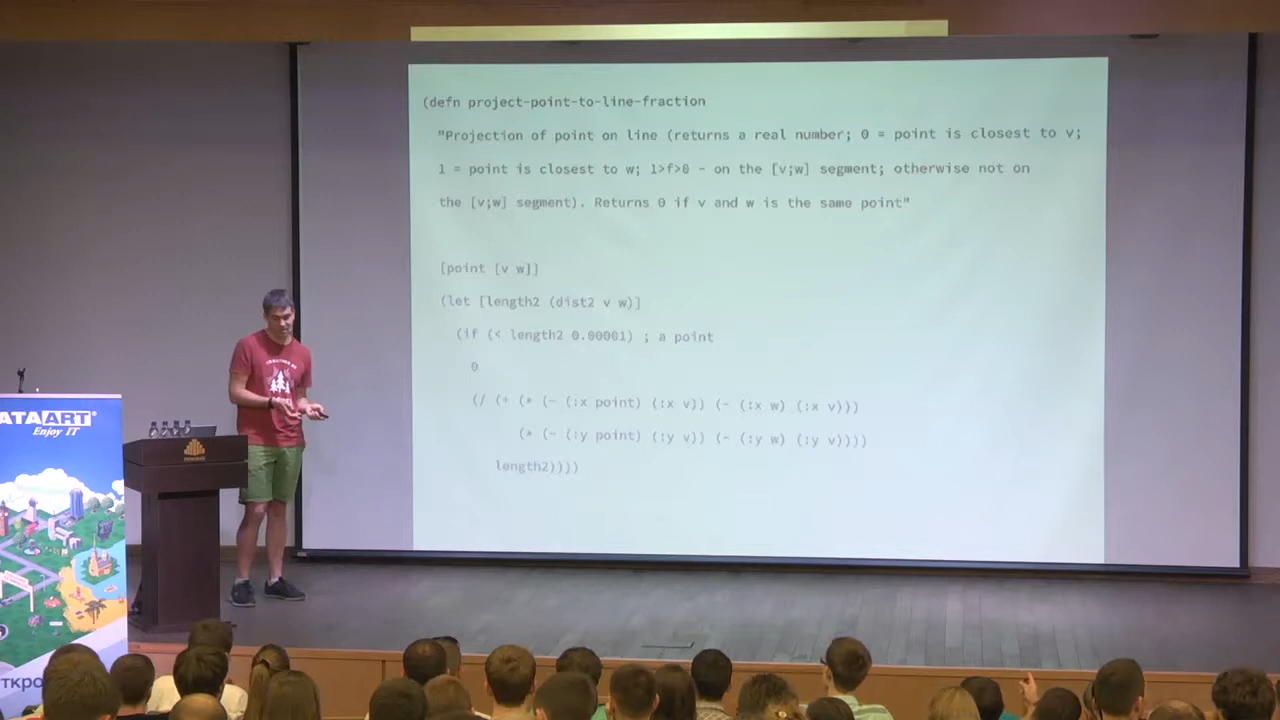 (defn project-point-to-line-fraction
"Projection of point on line (returns a real number; 0 = point is closest to v;
1 = point is closest to w; 1>f>0 - on the [v;w] segment; otherwise not on
the [v;w] segment). Returns 0 if v and w is the same point"
[point [v w]]
(let [length2 (dist2 v w)]
(if (< length2 0.00001) ; a point
0
(/ (+ (* (- (:x point) (:x v)) (- (:x w) (:x v)))
(* (- (:y point) (:y v)) (- (:y w) (:y v))))
length2))))
ATAART
Enjoy IT
ткро